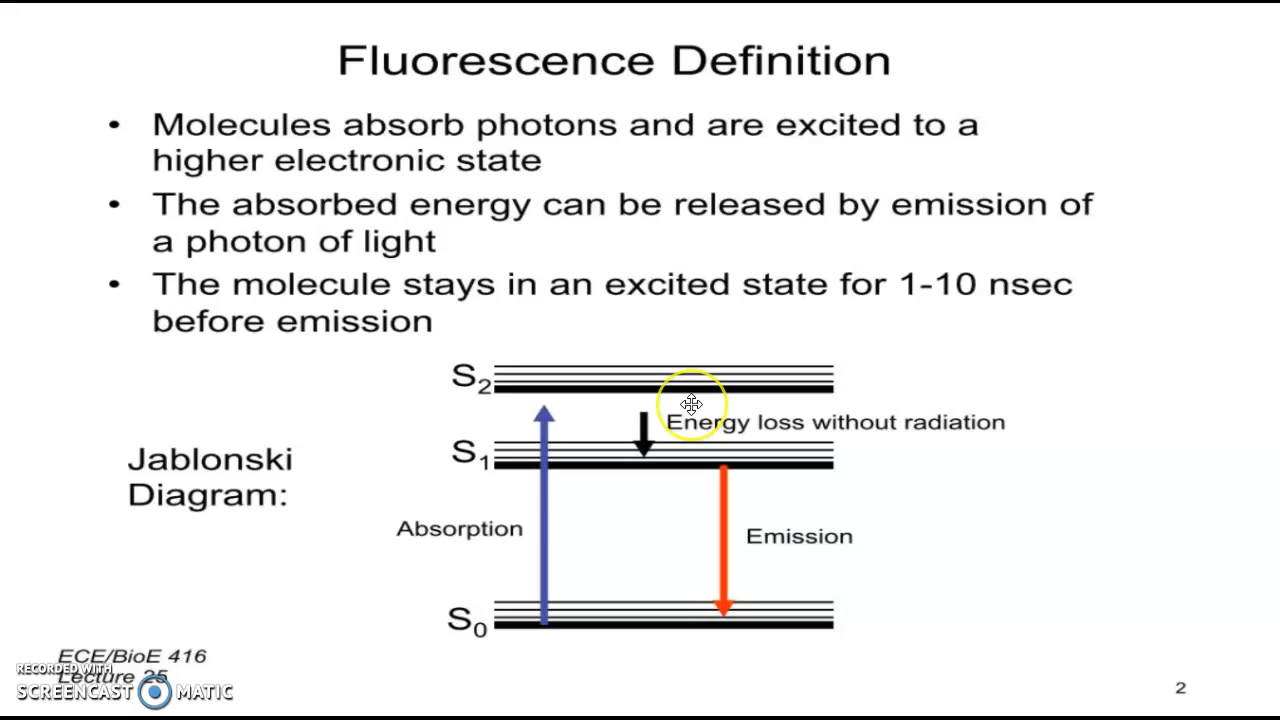 Fluorescence Definition
• Molecules absorb photons and are excited to a
higher electronic state
• The absorbed energy can be released by emission of
a photon of light
• The molecule stays in an excited state for 1-10 nsec
before emission
S2
Energy loss without radiation
S1
Jablonski
Diagram:
Absorption
Emission
S0
ECE/BioE 416
RECORDED WITH
Lecture 25
SCREENCAST MATIC
2